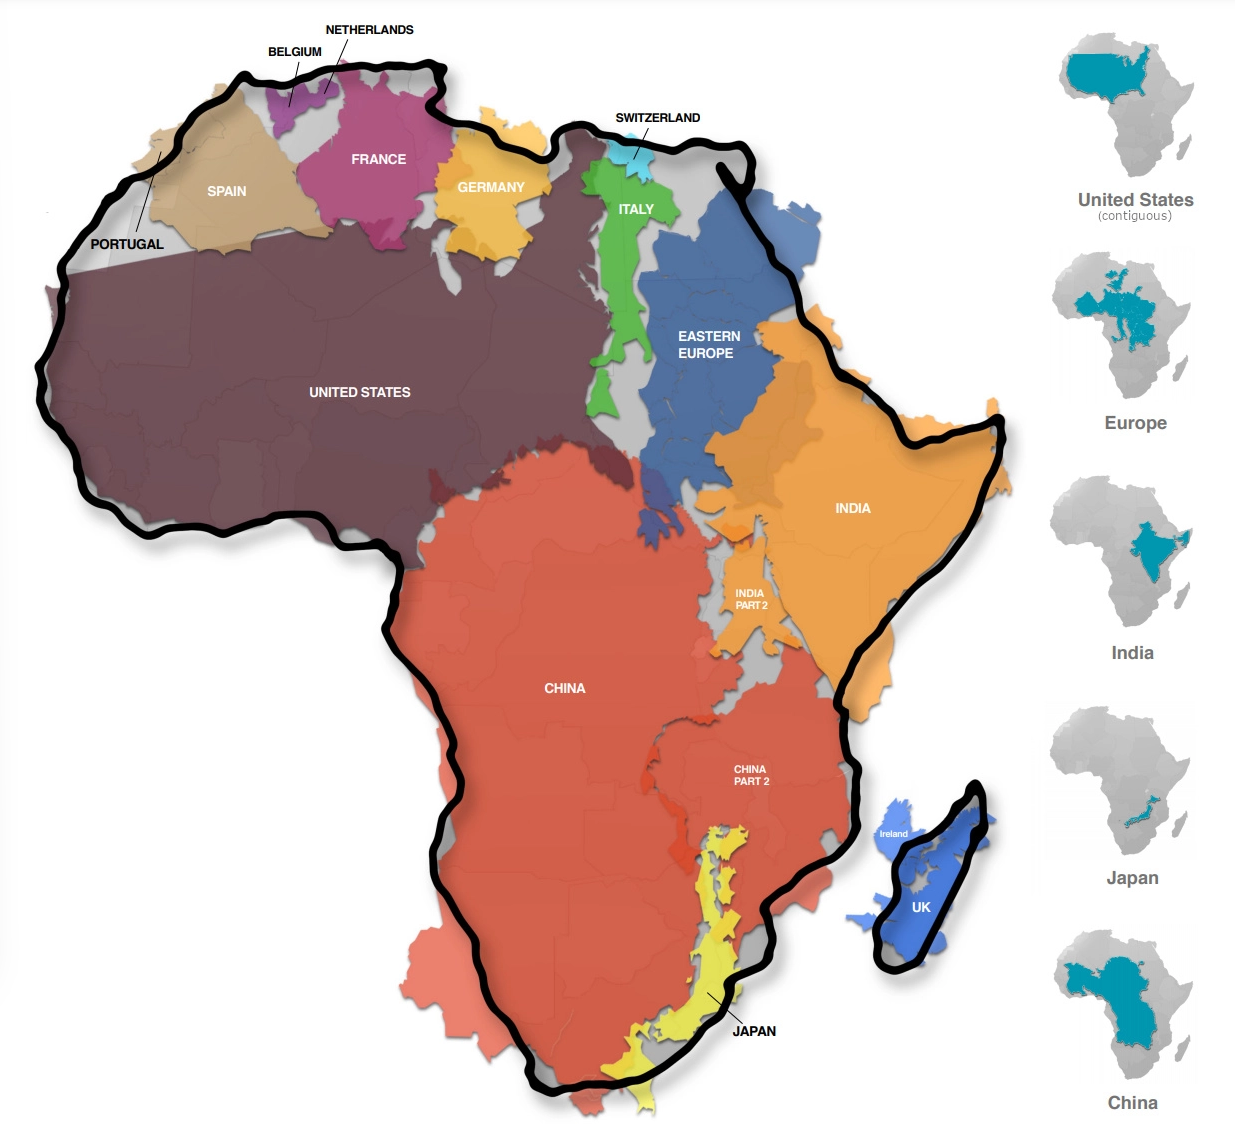 NETHERLANDS
BELGIUM
SWITZERLAND
FRANCE
GERMANY
SPAIN
ITALY
PORTUGAL
EASTERN
EUROPE
UNITED STATES
INDIA
INDIA
PART 2
CHINA
CHINA
PART 2
Ireland
UK
JAPAN
United States
(contiguous)
Europe
India
Japan
China